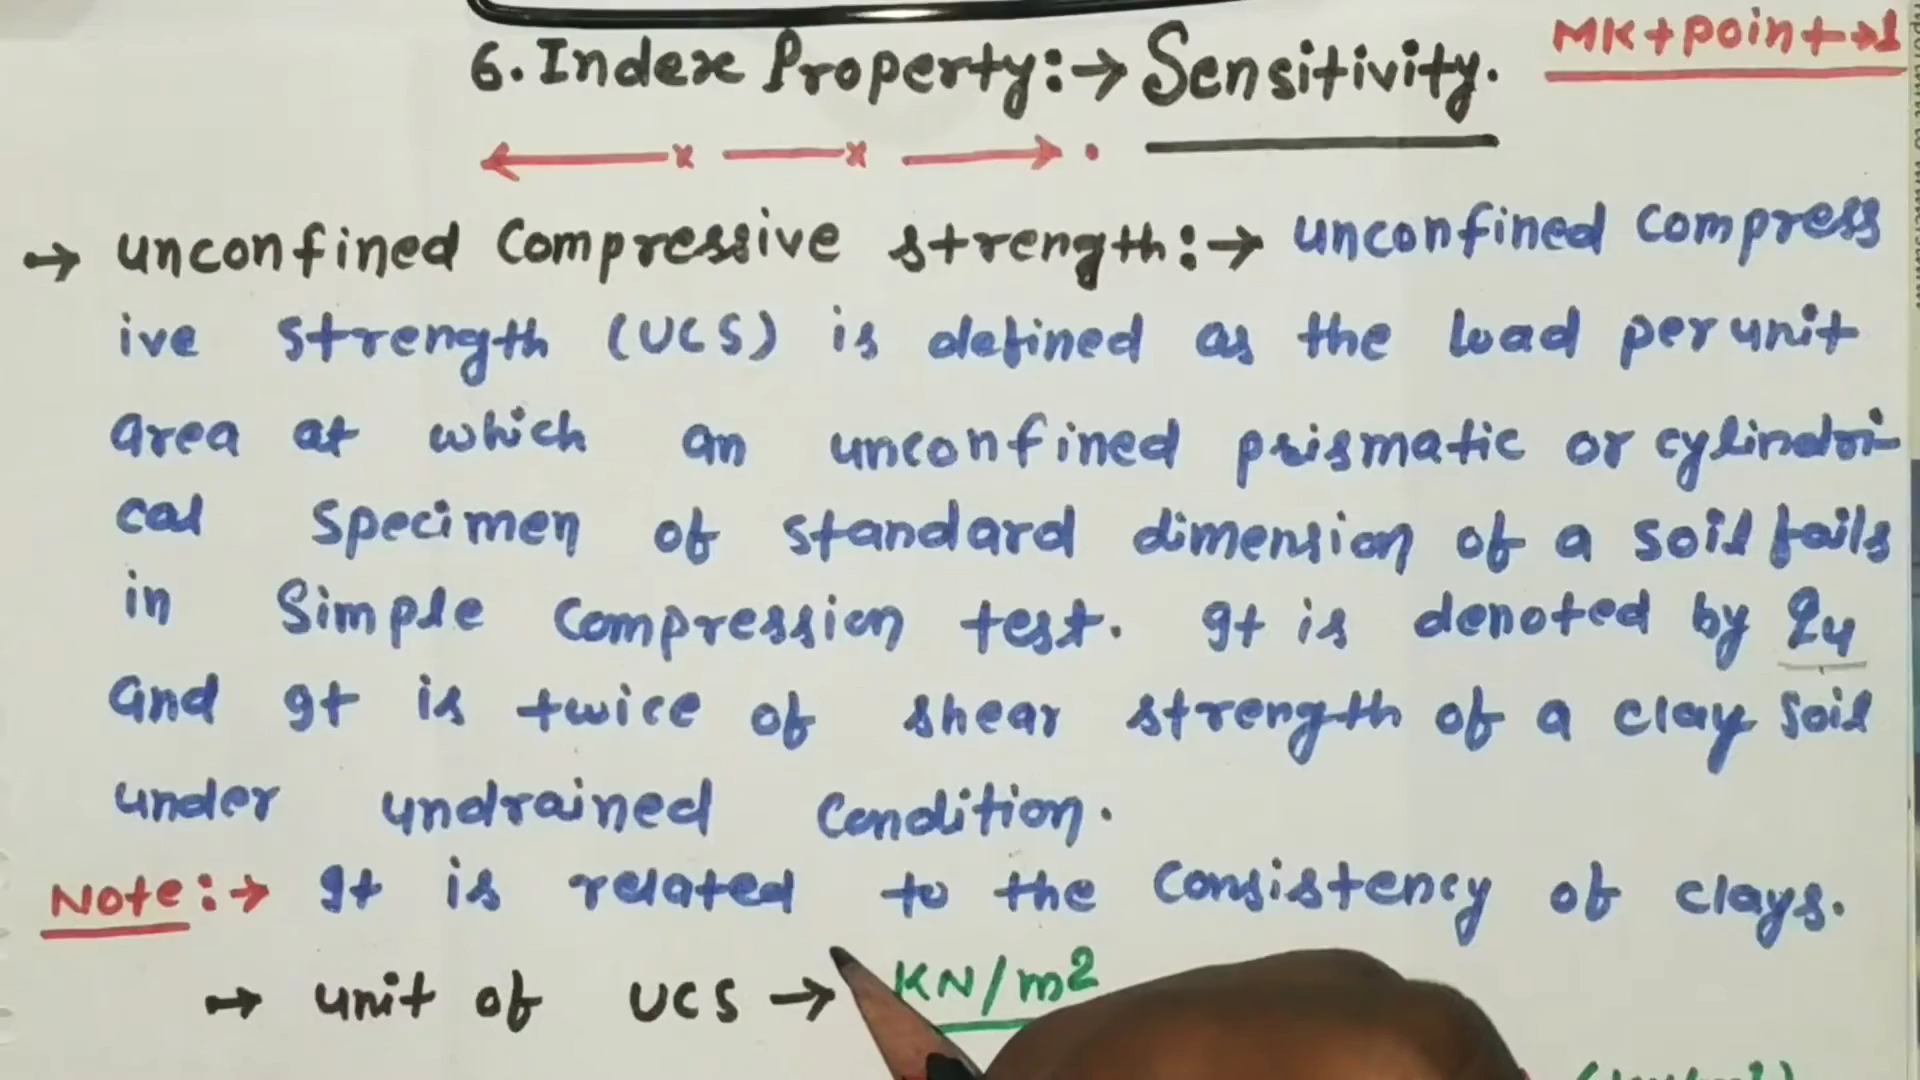 6. Index Property:→ Sensitivity.
MK+point→1
→ unconfined Compressive strength:→ unconfined compress
ive strength (UCS) is defined as the load per unit
area at which an unconfined prismatic or cylindri-
cal specimen of standard dimension of a soil fails
in Simple Compression test. It is denoted by qu
and It is twice of shear strength of a clay soil
under undrained Condition.
Note:→ It is related to the Consistency of clays.
→ unit of UCS → KN/m2